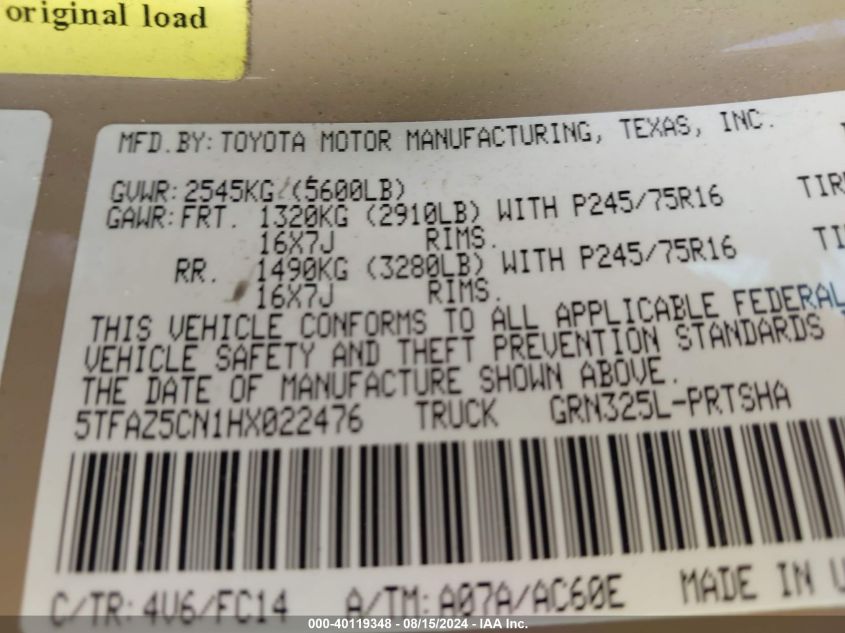 original load
MFD.BY: TOYOTA MOTOR MANUFACTURING, TEXAS, INC.
GVWR: 2545KG (5600LB)
GAWR: FRT. 1320KG (2910LB) WITH P245/75R16
16X7J RIMS.
RR. 1490KG (3280LB) WITH P245/75R16
16X7J RIMS.
THIS VEHICLE CONFORMS TO ALL APPLICABLE FEDERAL
VEHICLE SAFETY AND THEFT PREVENTION STANDARDS
THE DATE OF MANUFACTURE SHOWN ABOVE.
5TFAZ5CN1HX022476 TRUCK GRN325L-PRTSHA
C/TR: 4V6/FC14 A/TM: A07A/AC60E MADE IN
000-40119348 - 08/15/2024 - IAA Inc.